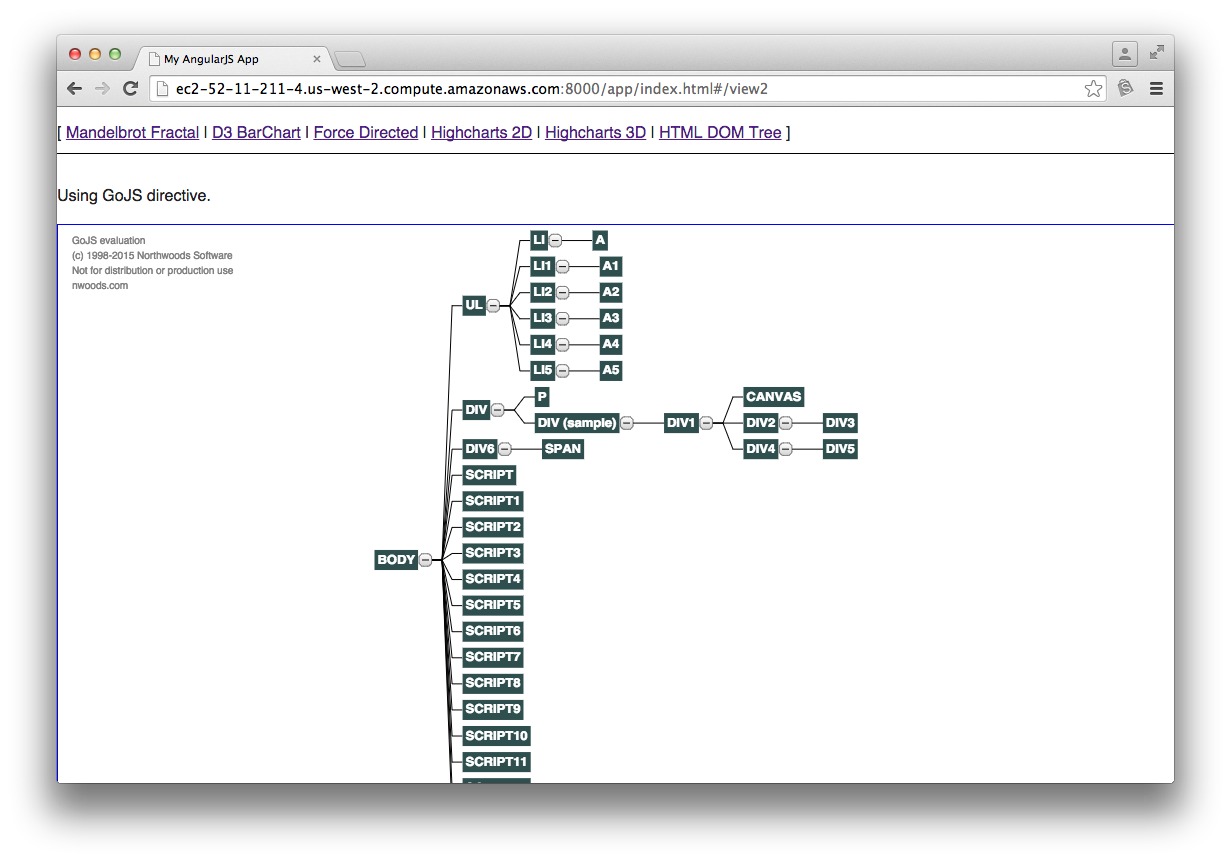 My AngularJS App
ec2-52-11-211-4.us-west-2.compute.amazonaws.com:8000/app/index.html#/view2
[ Mandelbrot Fractal | D3 BarChart | Force Directed | Highcharts 2D | Highcharts 3D | HTML DOM Tree ]
Using GoJS directive.
GoJS evaluation
(c) 1998-2015 Northwoods Software
Not for distribution or production use
nwoods.com
LI A
LI1 A1
LI2 A2
UL
LI3 A3
LI4 A4
LI5 A5
P
CANVAS
DIV
DIV (sample) DIV1 DIV2 DIV3
DIV6 SPAN DIV4 DIV5
SCRIPT
SCRIPT1
SCRIPT2
SCRIPT3
BODY
SCRIPT4
SCRIPT5
SCRIPT6
SCRIPT7
SCRIPT8
SCRIPT9
SCRIPT10
SCRIPT11